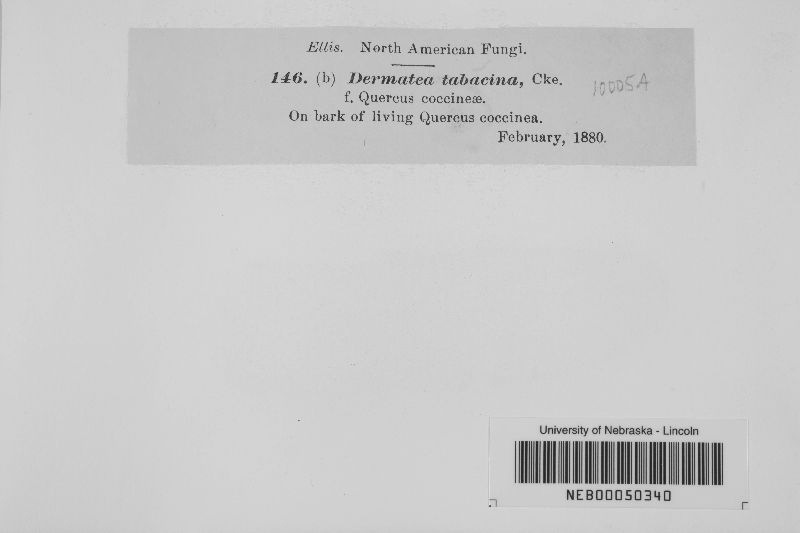 Ellis. North American Fungi.
146. (b) Dermatea tabacina, Cke.
10005A
f. Quercus coccineæ.
On bark of living Quercus coccinea.
February, 1880.
University of Nebraska - Lincoln
NEB00050340